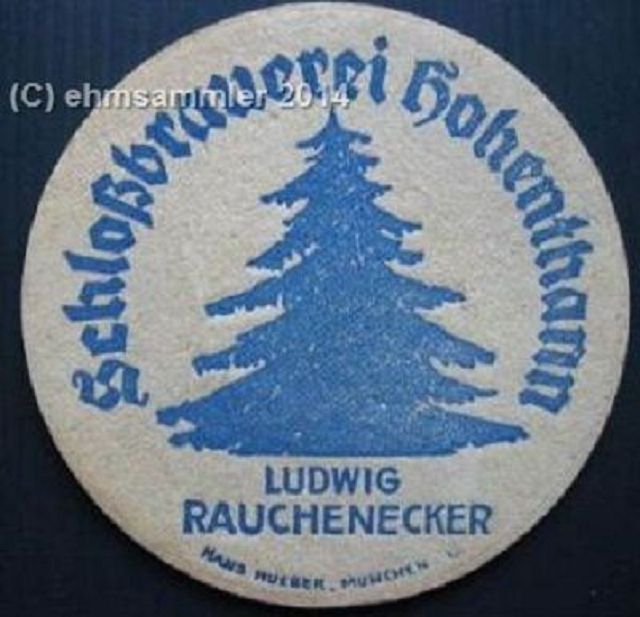 (C) ehmsammler 2014
Schloßbrauerei Hohenthann
LUDWIG
RAUCHENECKER
HANS HUEBER, MÜNCHEN